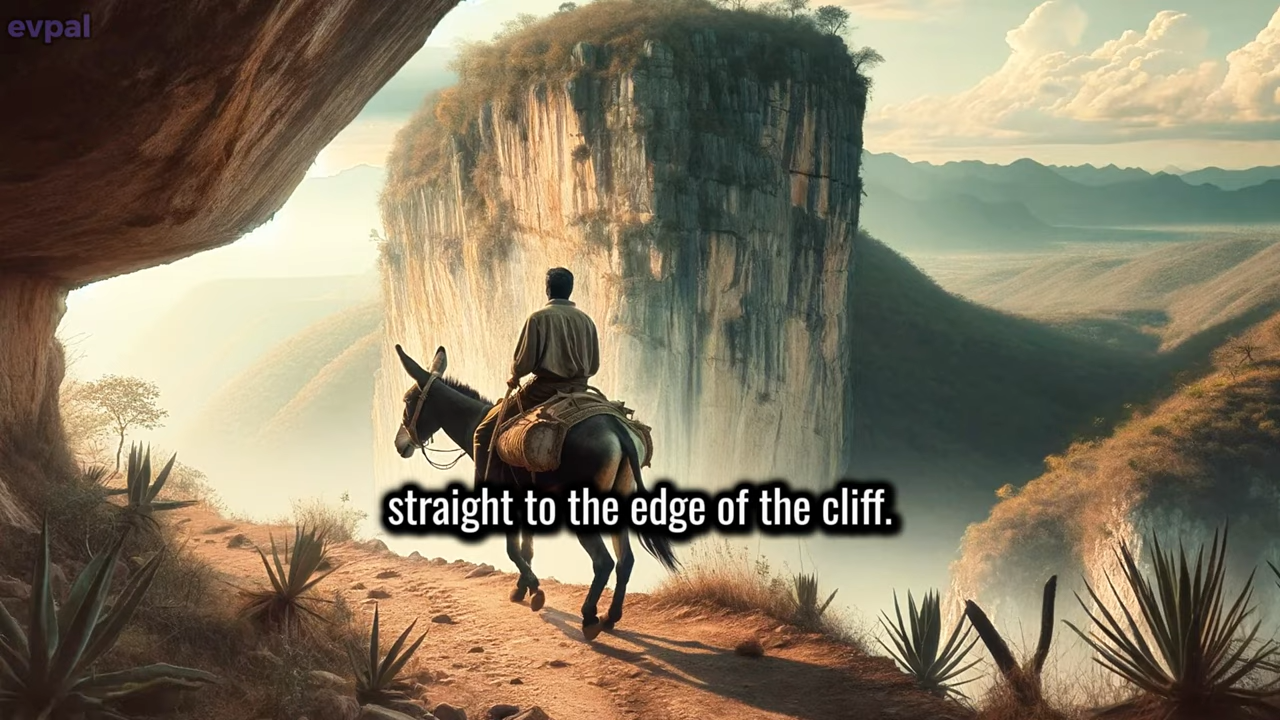 evpal
straight to the edge of the cliff.